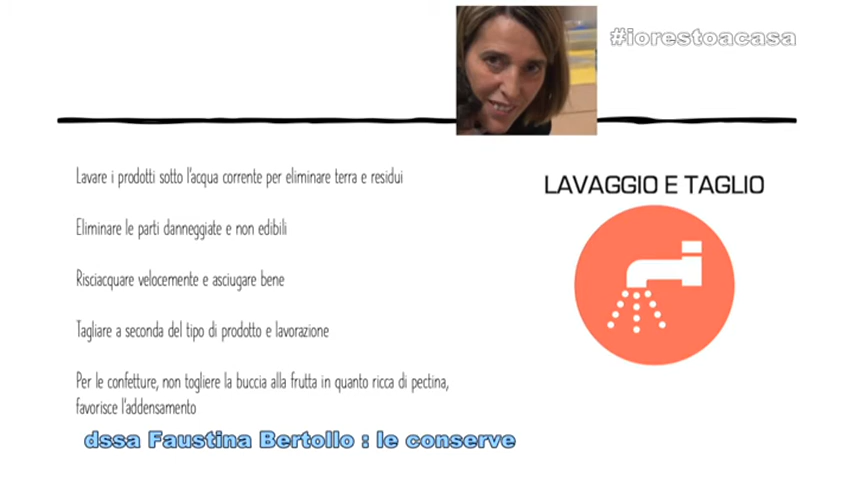 #iorestoacasa
LAVAGGIO E TAGLIO
Lavare i prodotti sotto l'acqua corrente per eliminare terra e residui
Eliminare le parti danneggiate e non edibili
Risciacquare velocemente e asciugare bene
Tagliare a seconda del tipo di prodotto e lavorazione
Per le confetture, non togliere la buccia alla frutta in quanto ricca di pectina,
favorisce l'addensamento
dssa Faustina Bertollo : le conserve